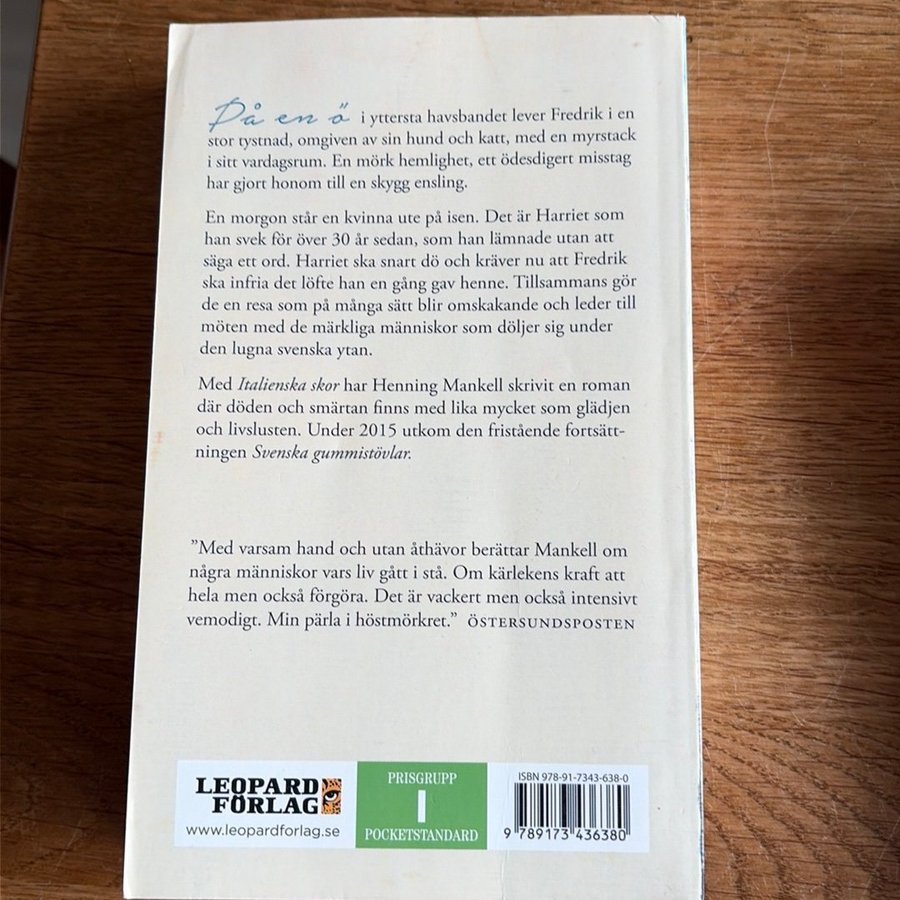 På en ö i yttersta havsbandet lever Fredrik i en
stor tystnad, omgiven av sin hund och katt, med en myrstack
i sitt vardagsrum. En mörk hemlighet, ett ödesdigert misstag
har gjort honom till en skygg ensling.
En morgon står en kvinna ute på isen. Det är Harriet som
han svek för över 30 år sedan, som han lämnade utan att
säga ett ord. Harriet ska snart dö och kräver nu att Fredrik
ska infria det löfte han en gång gav henne. Tillsammans gör
de en resa som på många sätt blir omskakande och leder till
möten med de märkliga människor som döljer sig under
den lugna svenska ytan.
Med Italienska skor har Henning Mankell skrivit en roman
där döden och smärtan finns med lika mycket som glädjen
och livslusten. Under 2015 utkom den fristående fortsätt-
ningen Svenska gummistövlar.
”Med varsam hand och utan åthävor berättar Mankell om
några människor vars liv gått i stå. Om kärlekens kraft att
hela men också förgöra. Det är vackert men också intensivt
vemodigt. Min pärla i höstmörkret.” ÖSTERSUNDSPOSTEN
LEOPARD
FÖRLAG
www.leopardforlag.se
PRISGRUPP
I
POCKETSTANDARD
ISBN 978-91-7343-638-0
9 789173 436380